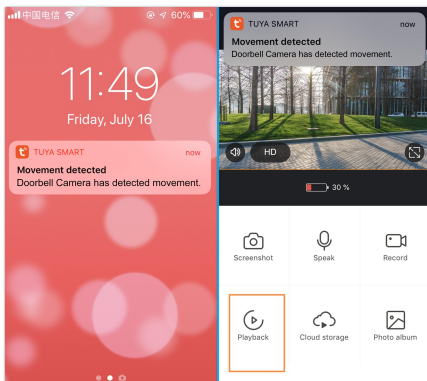 中国电信
60%
11:49
Friday, July 16
TUYA SMART now
Movement detected
Doorbell Camera has detected movement.
TUYA SMART now
Movement detected
Doorbell Camera has detected movement.
HD
30 %
Screenshot Speak Record
Playback Cloud storage Photo album